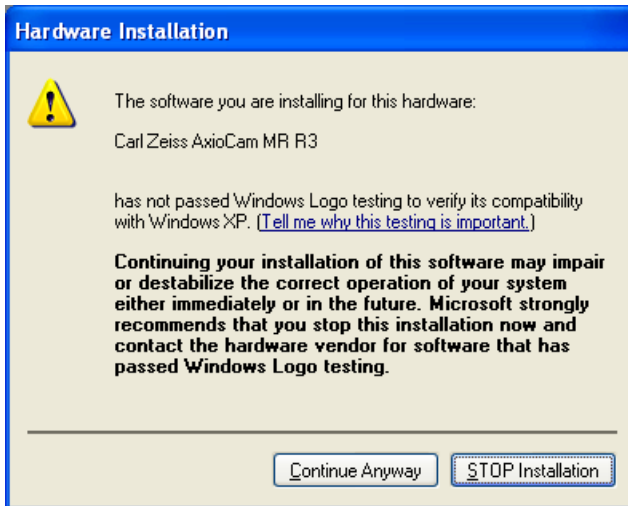 Hardware Installation
The software you are installing for this hardware:
Carl Zeiss AxioCam MR R3
has not passed Windows Logo testing to verify its compatibility
with Windows XP. (Tell me why this testing is important.)
Continuing your installation of this software may impair
or destabilize the correct operation of your system
either immediately or in the future. Microsoft strongly
recommends that you stop this installation now and
contact the hardware vendor for software that has
passed Windows Logo testing.
Continue Anyway
STOP Installation